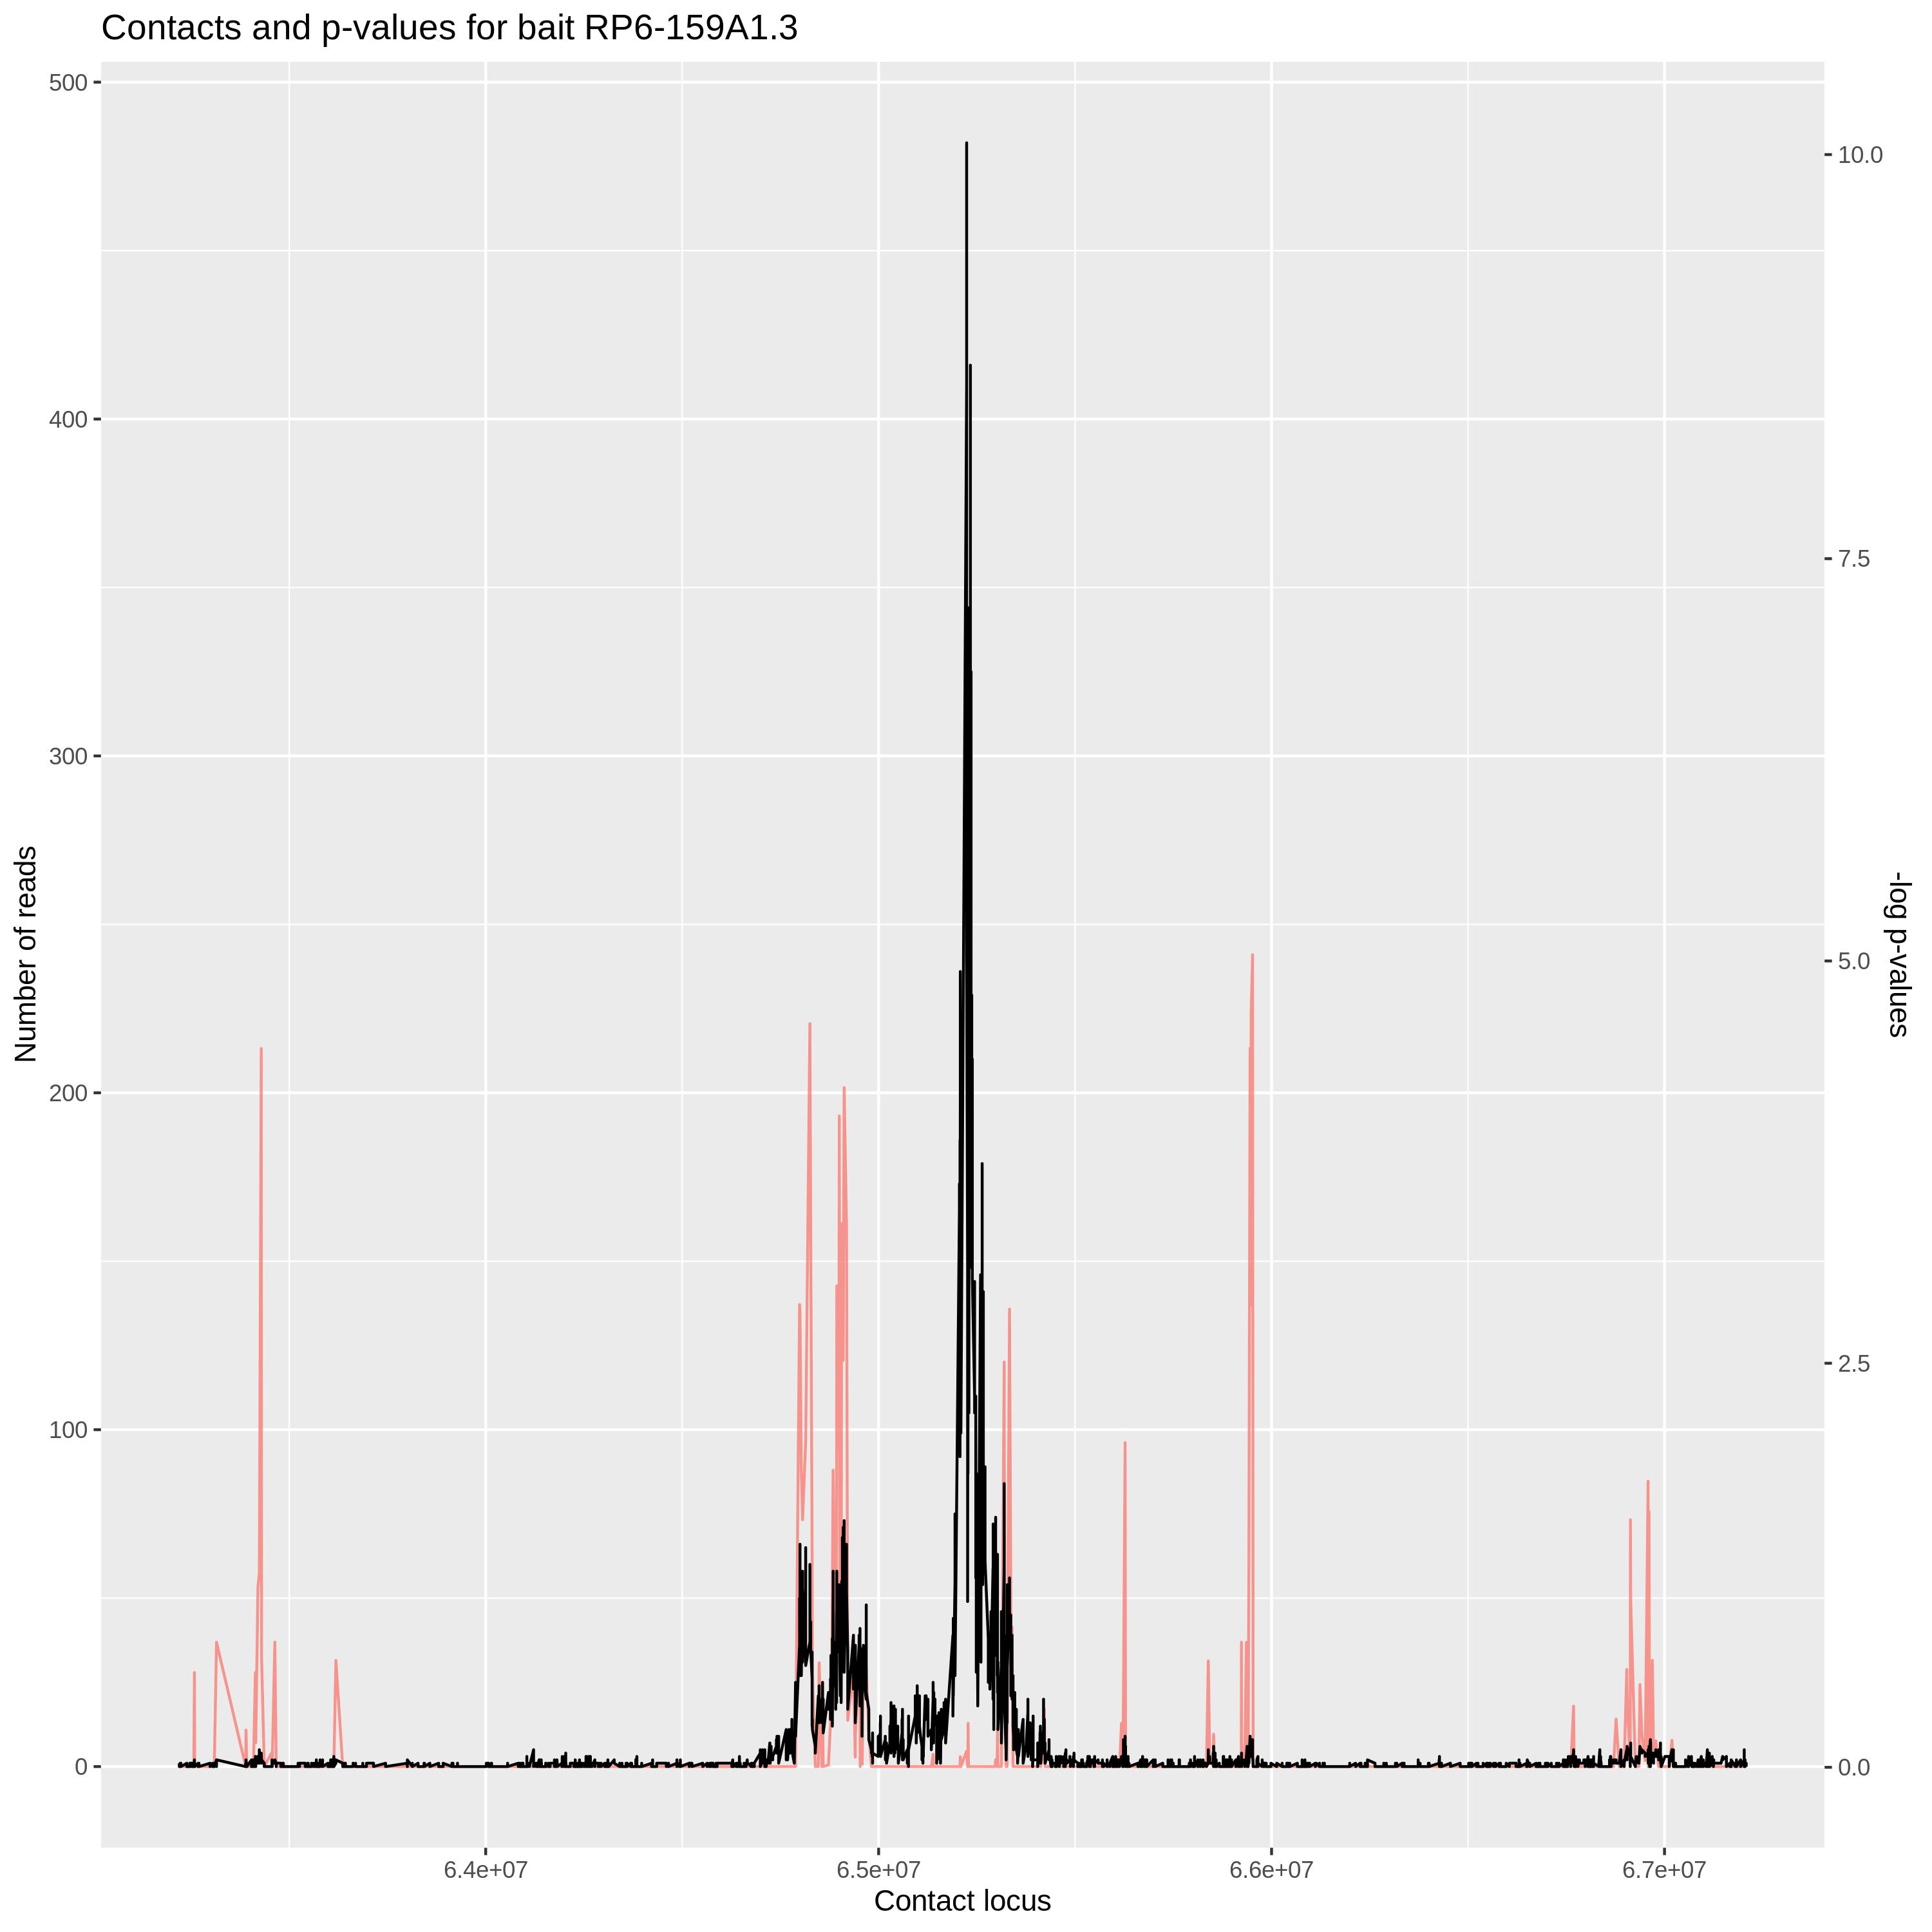 Contacts and p-values for bait RP6-159A1.3
500
400
300
200
100
0
Number of reads
10.0
7.5
5.0
2.5
0.0
-log p-values
6.4e+07
6.5e+07
6.6e+07
6.7e+07
Contact locus